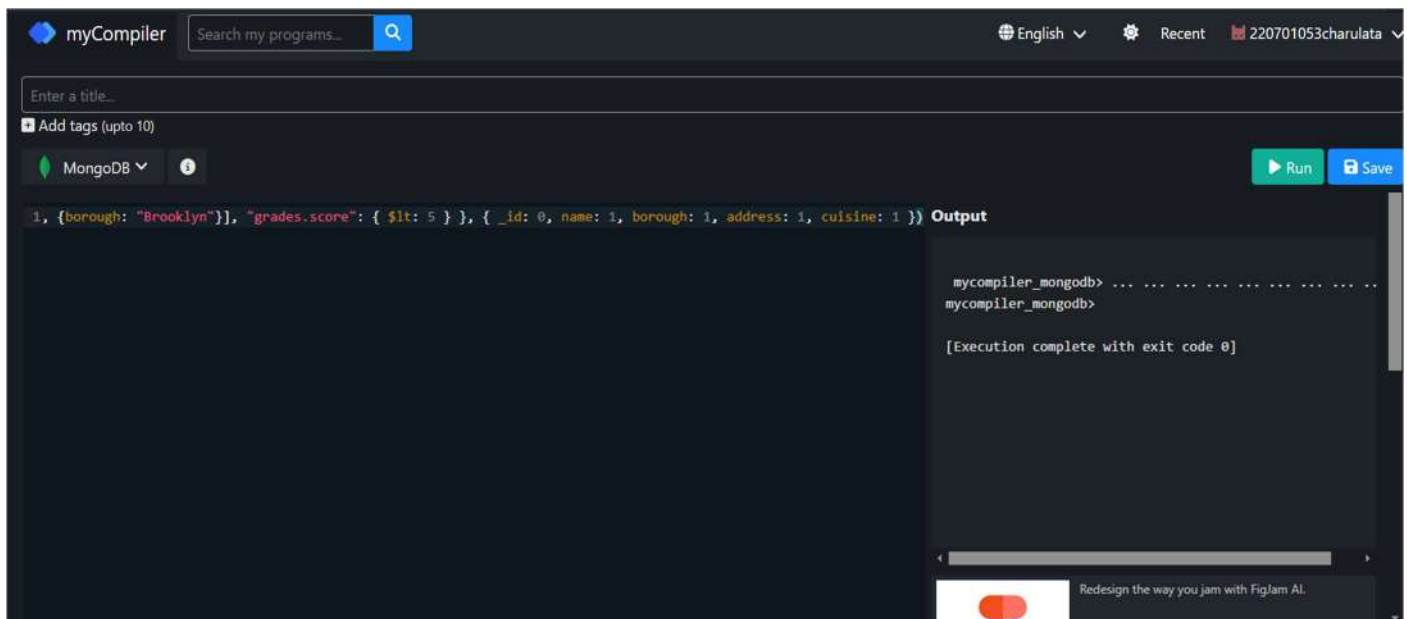 myCompiler
Search my programs...
English
Recent
220701053charulata
Enter a title...
Add tags (upto 10)
MongoDB
Run
Save
1, {borough: "Brooklyn"}], "grades.score": { $lt: 5 } }, { _id: 0, name: 1, borough: 1, address: 1, cuisine: 1 })
Output
mycompiler_mongodb> ... ... ... ... ... ... ... ... ..
mycompiler_mongodb>
[Execution complete with exit code 0]
Redesign the way you jam with FigJam AI.